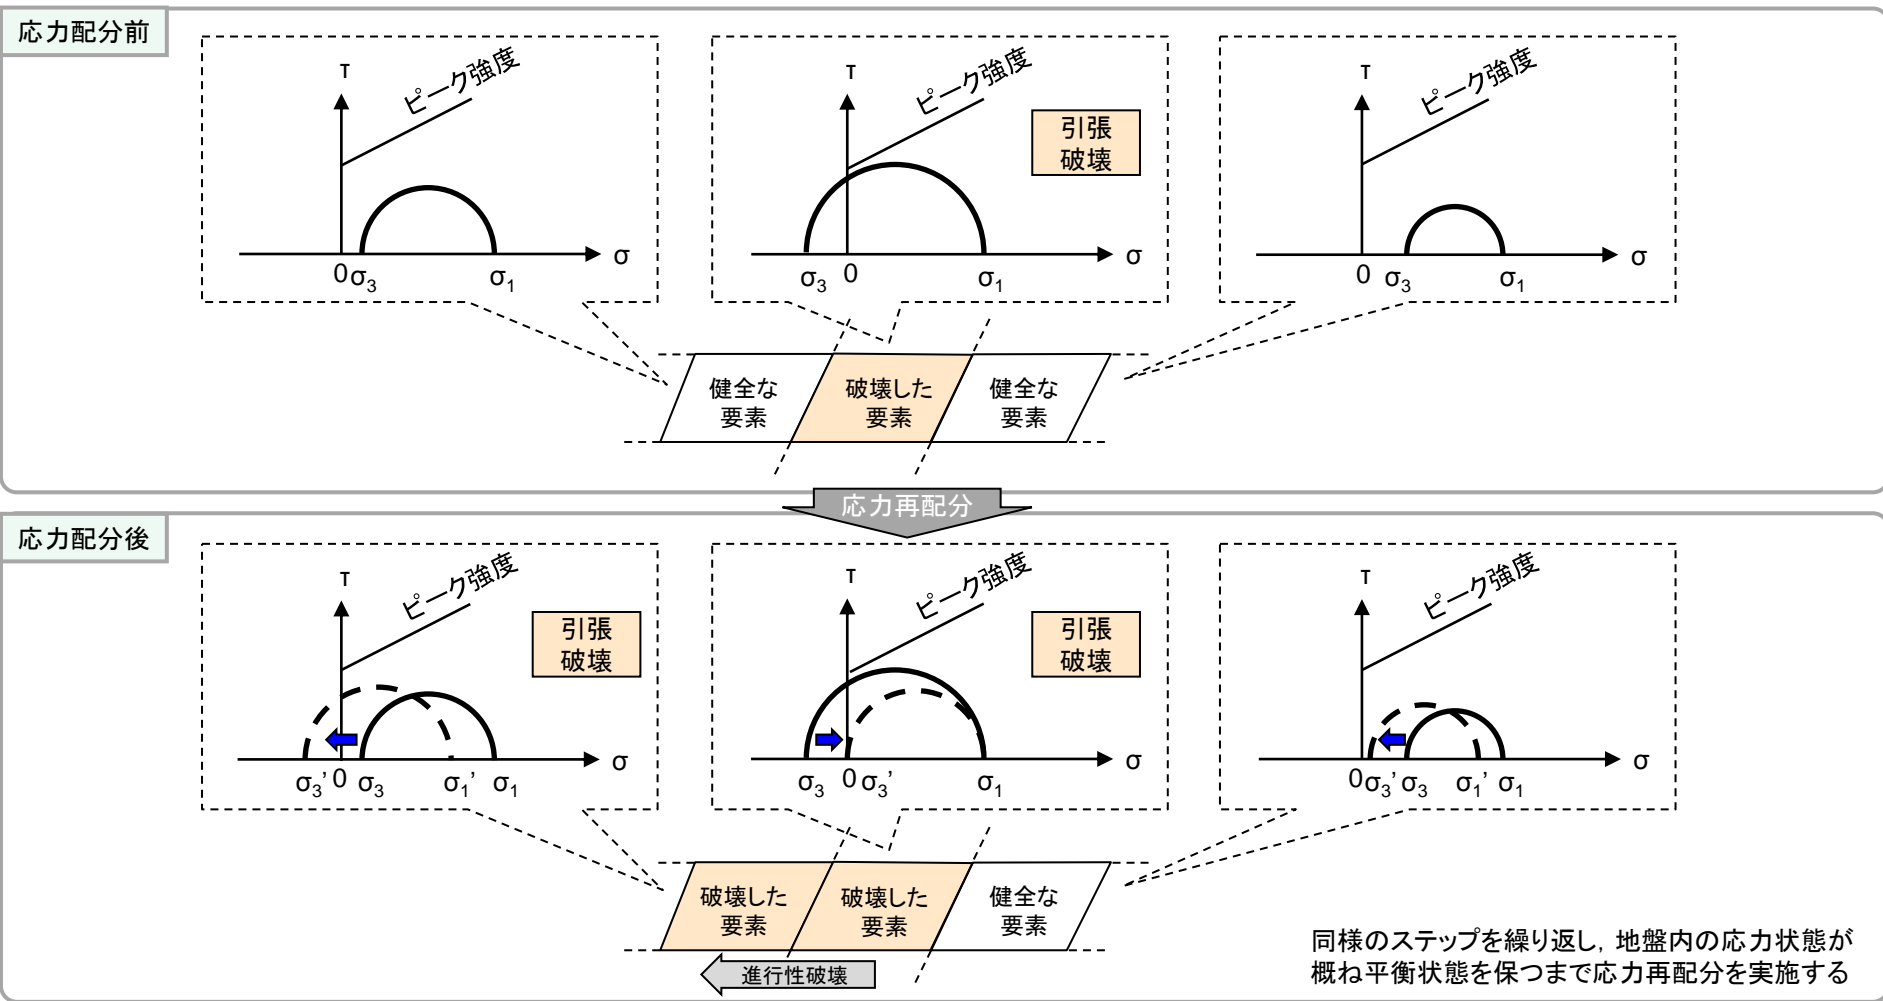 応力配分前
τ
ピーク強度
σ
0 σ3 σ1
τ
ピーク強度
引張
破壊
σ
σ3 0 σ1
τ
ピーク強度
σ
0 σ3 σ1
健全な
要素
破壊した
要素
健全な
要素
応力再配分
応力配分後
τ
ピーク強度
引張
破壊
σ
σ3’ 0 σ3 σ1’ σ1
τ
ピーク強度
引張
破壊
σ
σ3 0 σ3’ σ1
τ
ピーク強度
σ
0 σ3’ σ3 σ1’ σ1
破壊した
要素
破壊した
要素
健全な
要素
進行性破壊
同様のステップを繰り返し，地盤内の応力状態が
概ね平衡状態を保つまで応力再配分を実施する